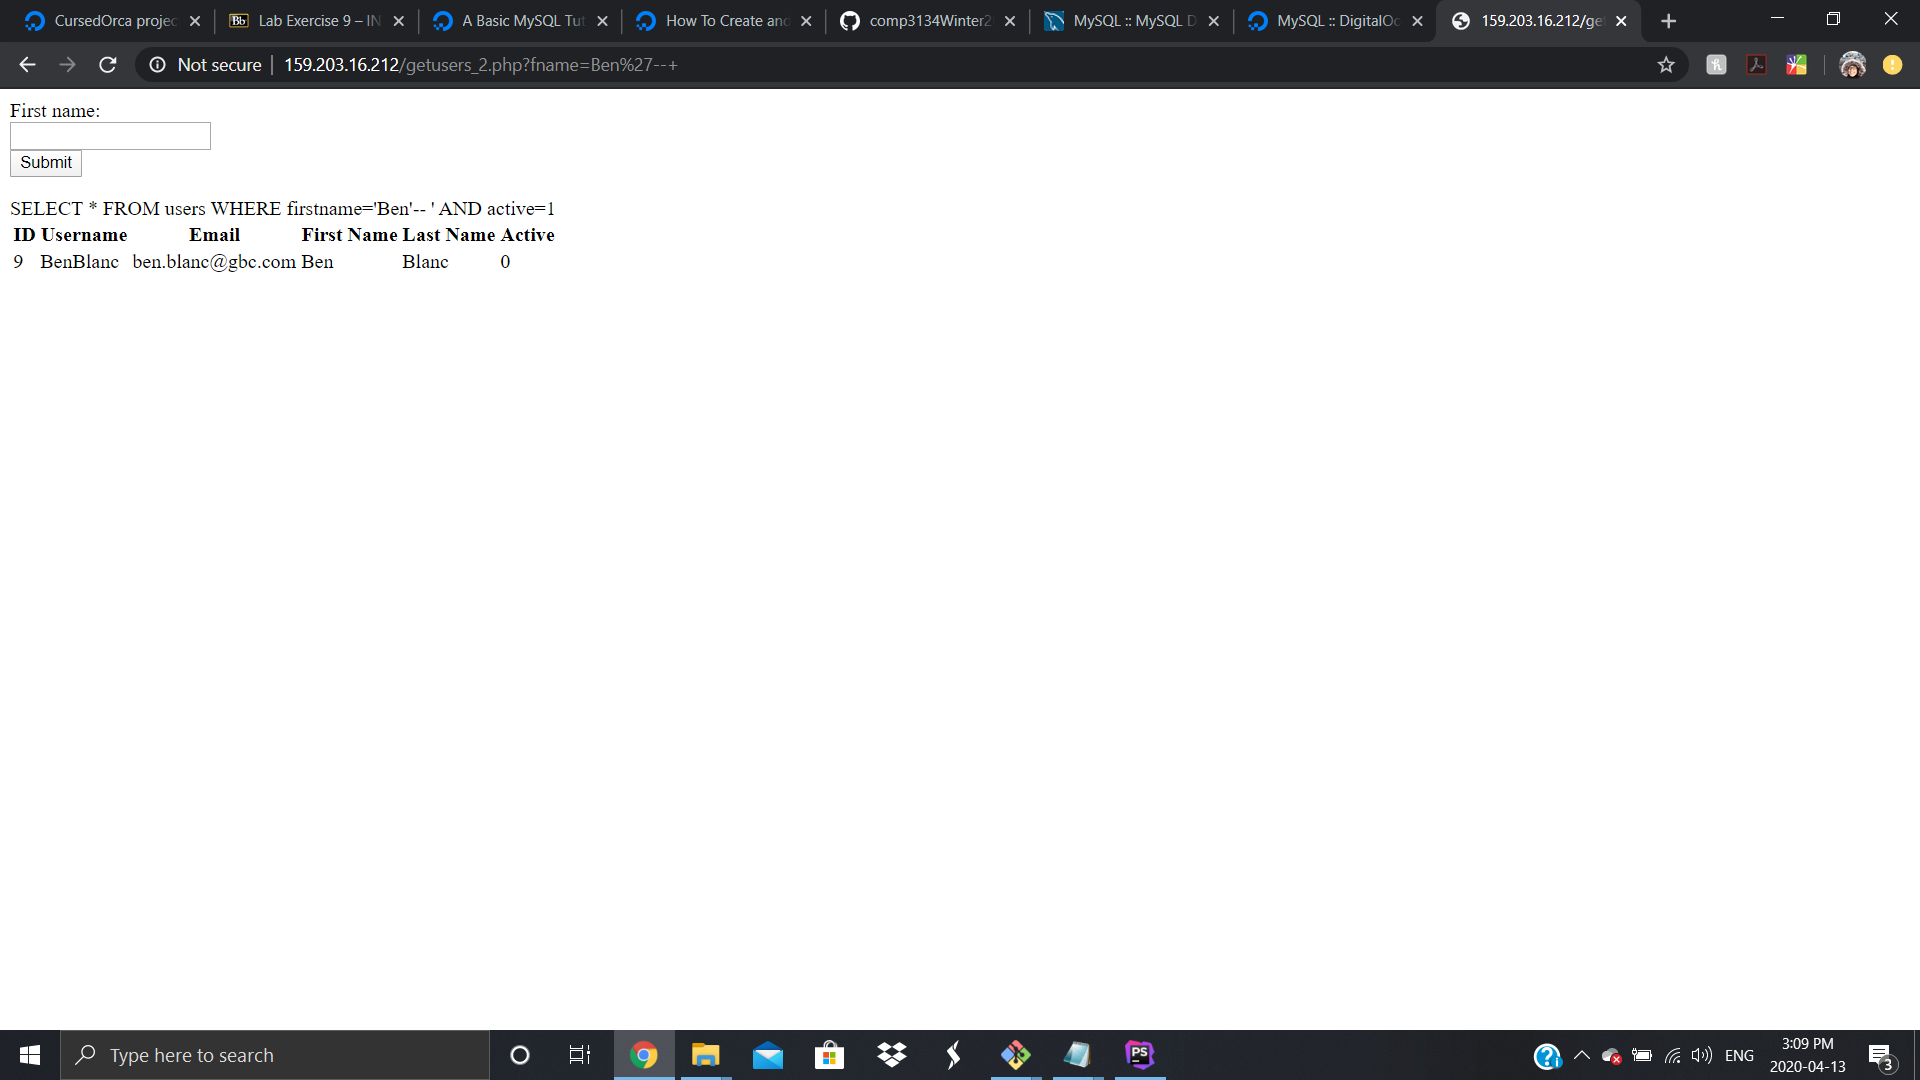 CursedOrca projec
Lab Exercise 9 – IN
A Basic MySQL Tut
How To Create and
comp3134Winter2
MySQL :: MySQL D
MySQL :: DigitalOc
159.203.16.212/ge
Not secure
159.203.16.212/getusers_2.php?fname=Ben%27--+
First name:
Submit
SELECT * FROM users WHERE firstname='Ben'-- ' AND active=1
ID Username Email First Name Last Name Active
9 BenBlanc ben.blanc@gbc.com Ben Blanc 0
Type here to search
ENG
3:09 PM
2020-04-13
3